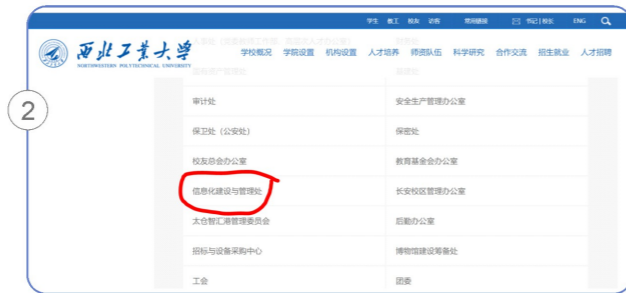 学生 教工 校友 访客 常用链接 书记|校长 ENG
西北工业大学
NORTHWESTERN POLYTECHNICAL UNIVERSITY
学校概况 学院设置 机构设置 人才培养 师资队伍 科学研究 合作交流 招生就业 人才招聘
审计处 安全生产管理办公室
2
保卫处（公安处） 保密处
校友总会办公室 教育基金会办公室
信息化建设与管理处 长安校区管理办公室
太仓智汇港管理委员会 后勤办公室
招标与设备采购中心 博物馆建设筹备处
工会 团委